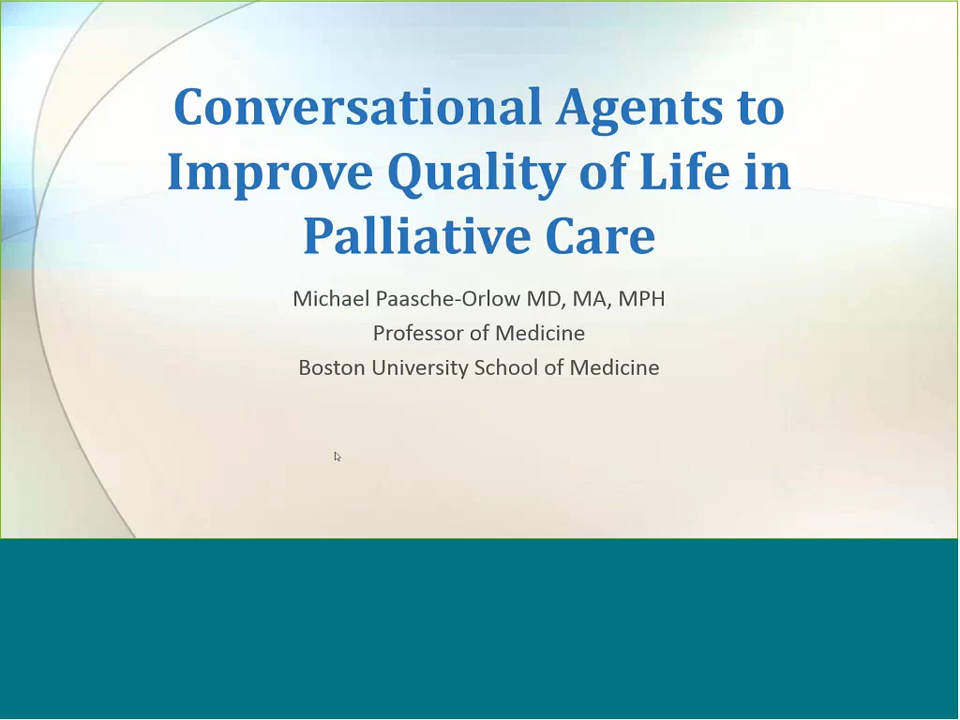 Conversational Agents to
Improve Quality of Life in
Palliative Care
Michael Paasche-Orlow MD, MA, MPH
Professor of Medicine
Boston University School of Medicine